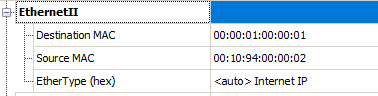 EthernetII
Destination MAC 00:00:01:00:00:01
Source MAC 00:10:94:00:00:02
EtherType (hex) <auto> Internet IP